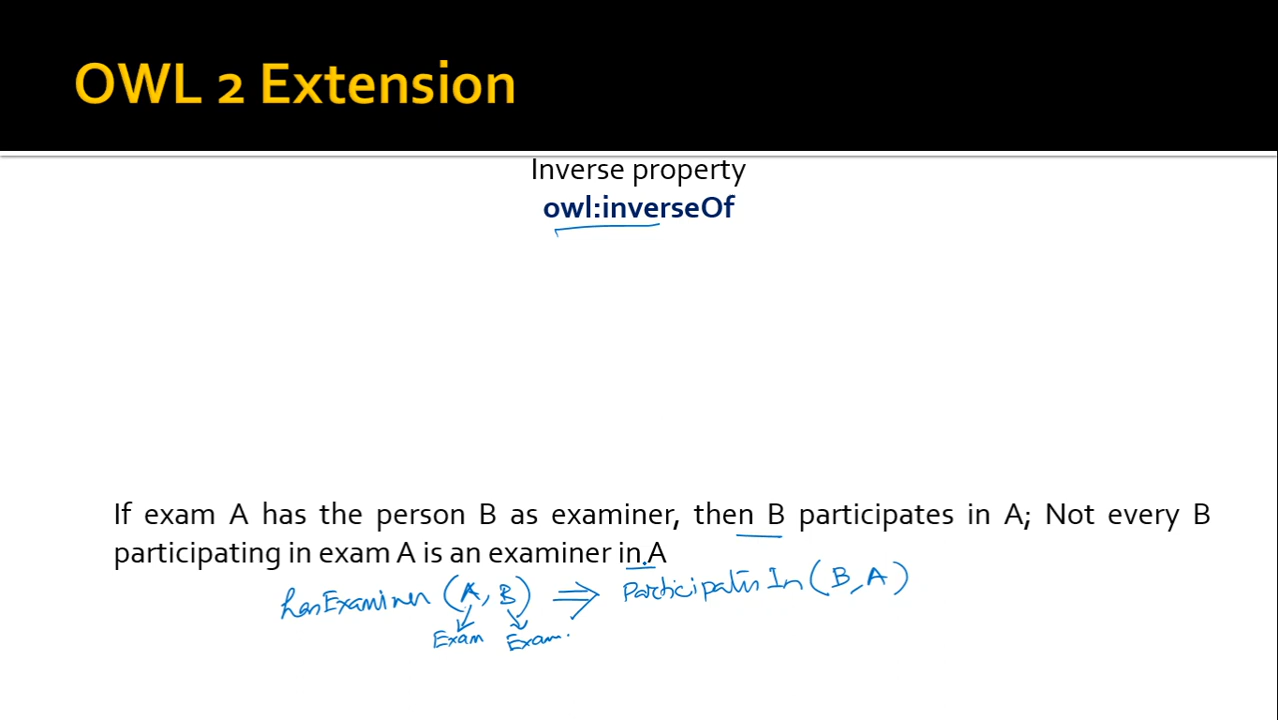 OWL 2 Extension
Inverse property
owl:inverseOf
If exam A has the person B as examiner, then B participates in A; Not every B
participating in exam A is an examiner in A
hasExaminer (A, B) ⇒ ParticipatesIn (B, A)
Exam Exam.